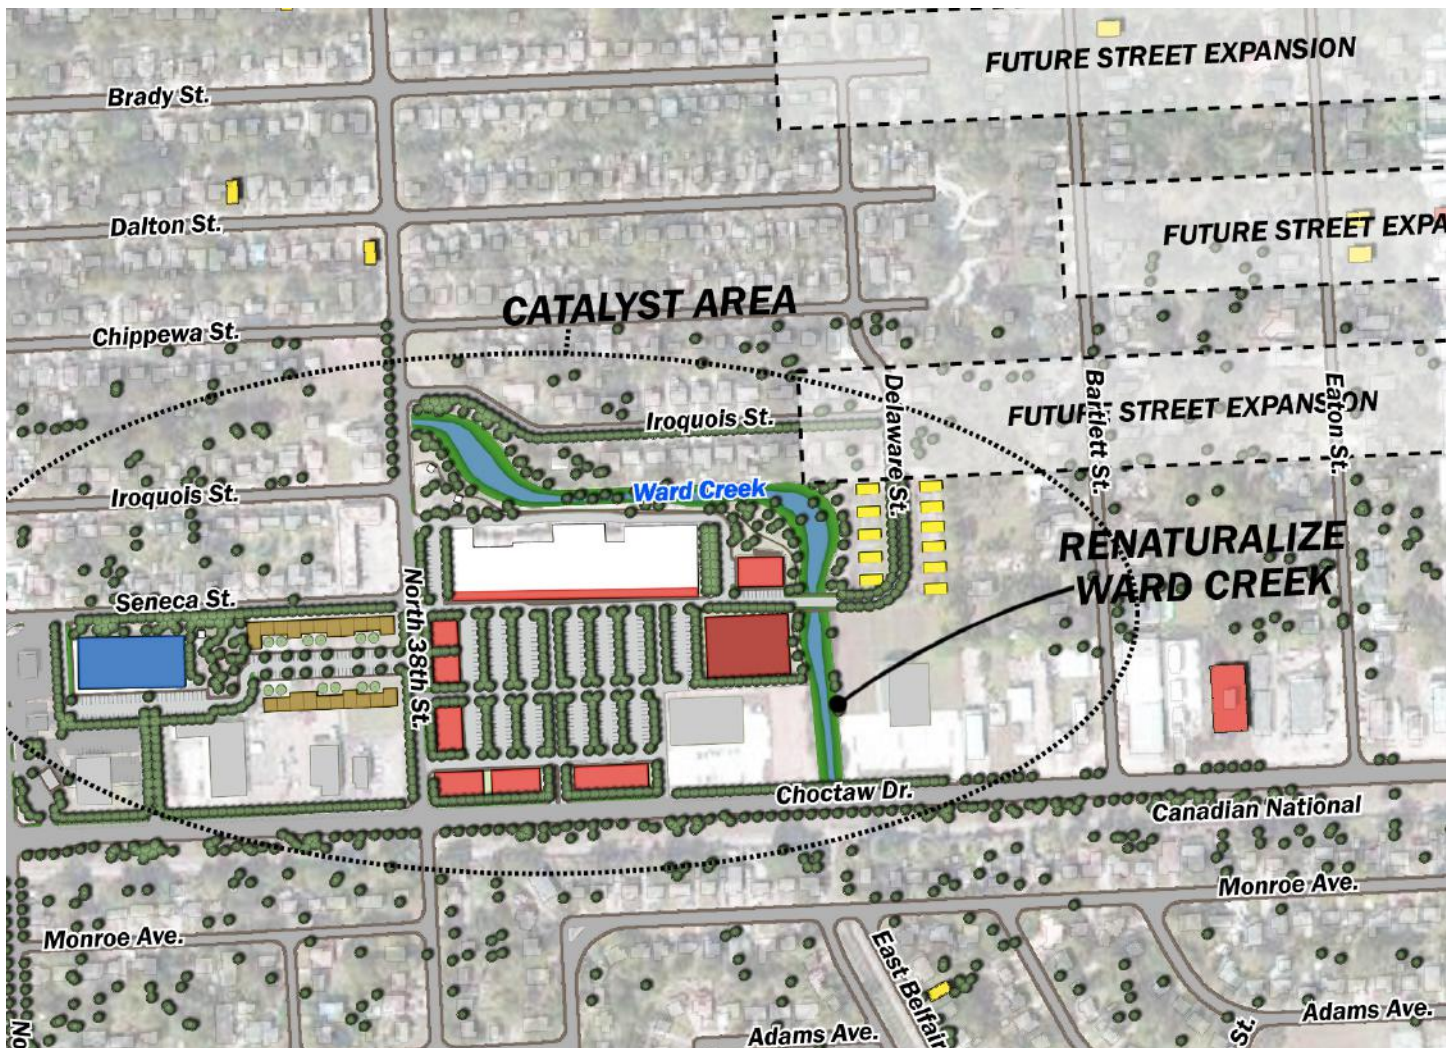 FUTURE STREET EXPANSION
Brady St.
Dalton St.
FUTURE STREET EXPA
CATALYST AREA
Chippewa St.
Delaware St.
Bartlett St.
Eaton St.
Iroquois St.
FUTURE STREET EXPANSION
Iroquois St.
Ward Creek
RENATURALIZE
WARD CREEK
Seneca St.
North 38th St.
Choctaw Dr.
Canadian National
Monroe Ave.
Monroe Ave.
East Belfair
Adams Ave.
St.
Adams Ave.
No